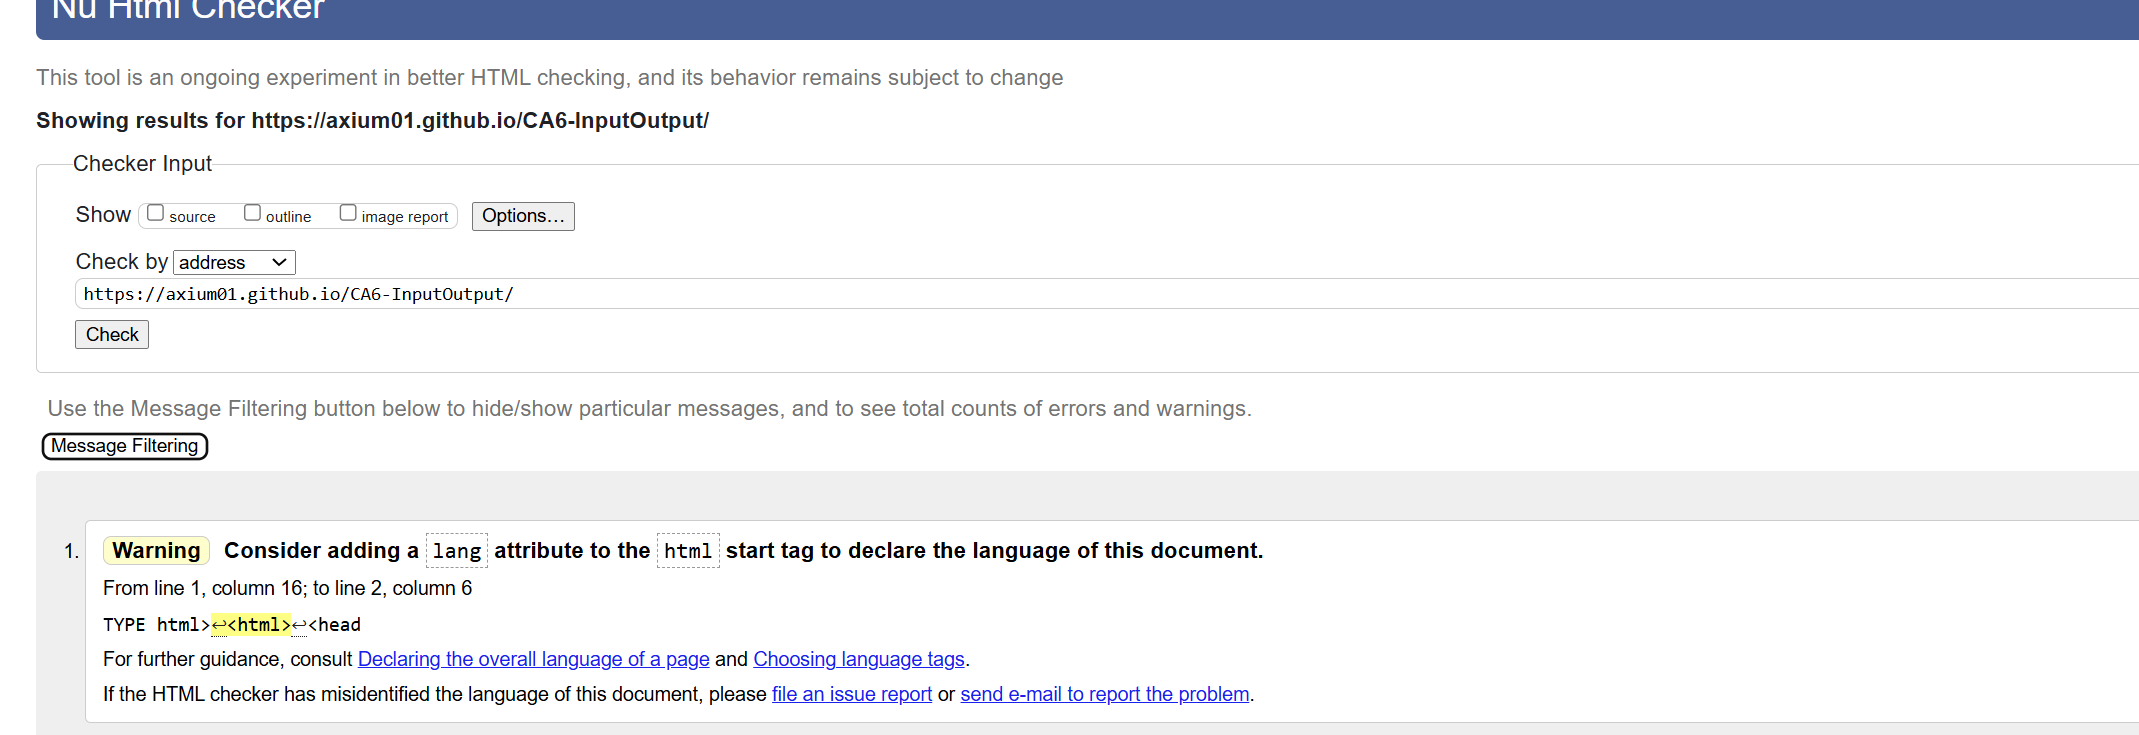 Nu Html Checker
This tool is an ongoing experiment in better HTML checking, and its behavior remains subject to change
Showing results for https://axium01.github.io/CA6-InputOutput/
Checker Input
Show source outline image report Options...
Check by address
https://axium01.github.io/CA6-InputOutput/
Check
Use the Message Filtering button below to hide/show particular messages, and to see total counts of errors and warnings.
Message Filtering
1. Warning Consider adding a lang attribute to the html start tag to declare the language of this document.
From line 1, column 16; to line 2, column 6
TYPE html>↩<html>↩<head
For further guidance, consult Declaring the overall language of a page and Choosing language tags.
If the HTML checker has misidentified the language of this document, please file an issue report or send e-mail to report the problem.